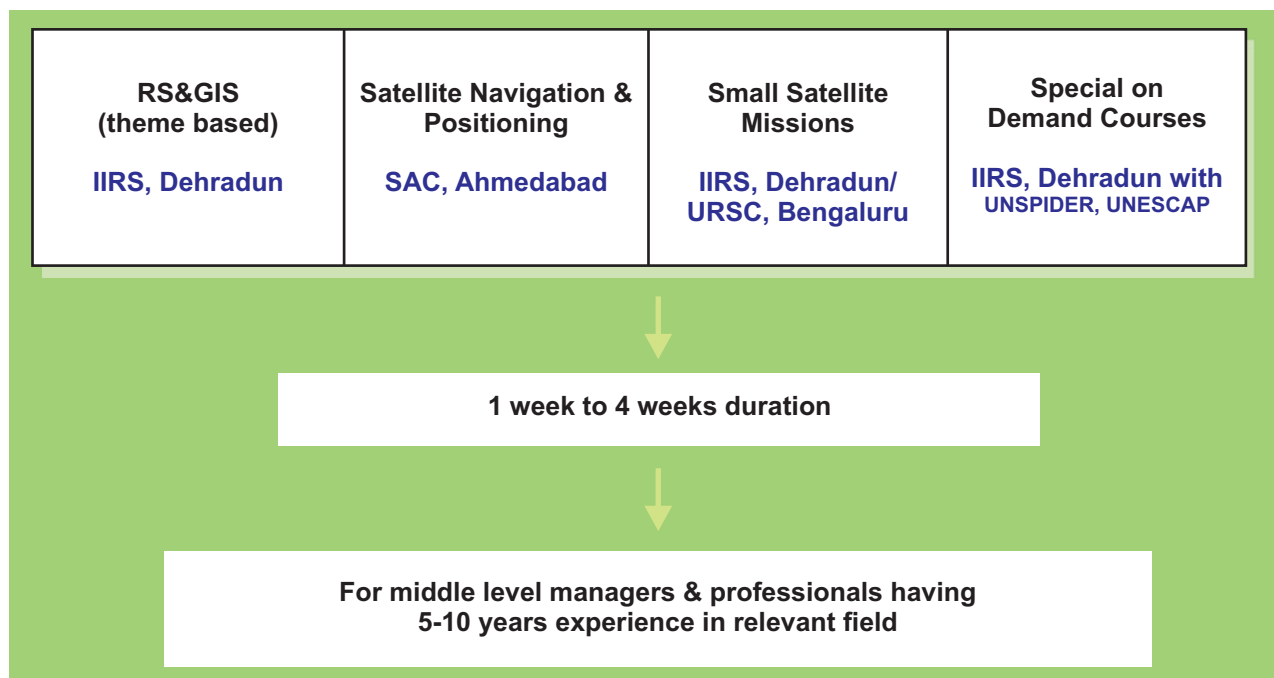 RS&GIS
(theme based)
IIRS, Dehradun
Satellite Navigation &
Positioning
SAC, Ahmedabad
Small Satellite
Missions
IIRS, Dehradun/
URSC, Bengaluru
Special on
Demand Courses
IIRS, Dehradun with
UNSPIDER, UNESCAP
1 week to 4 weeks duration
For middle level managers & professionals having
5-10 years experience in relevant field